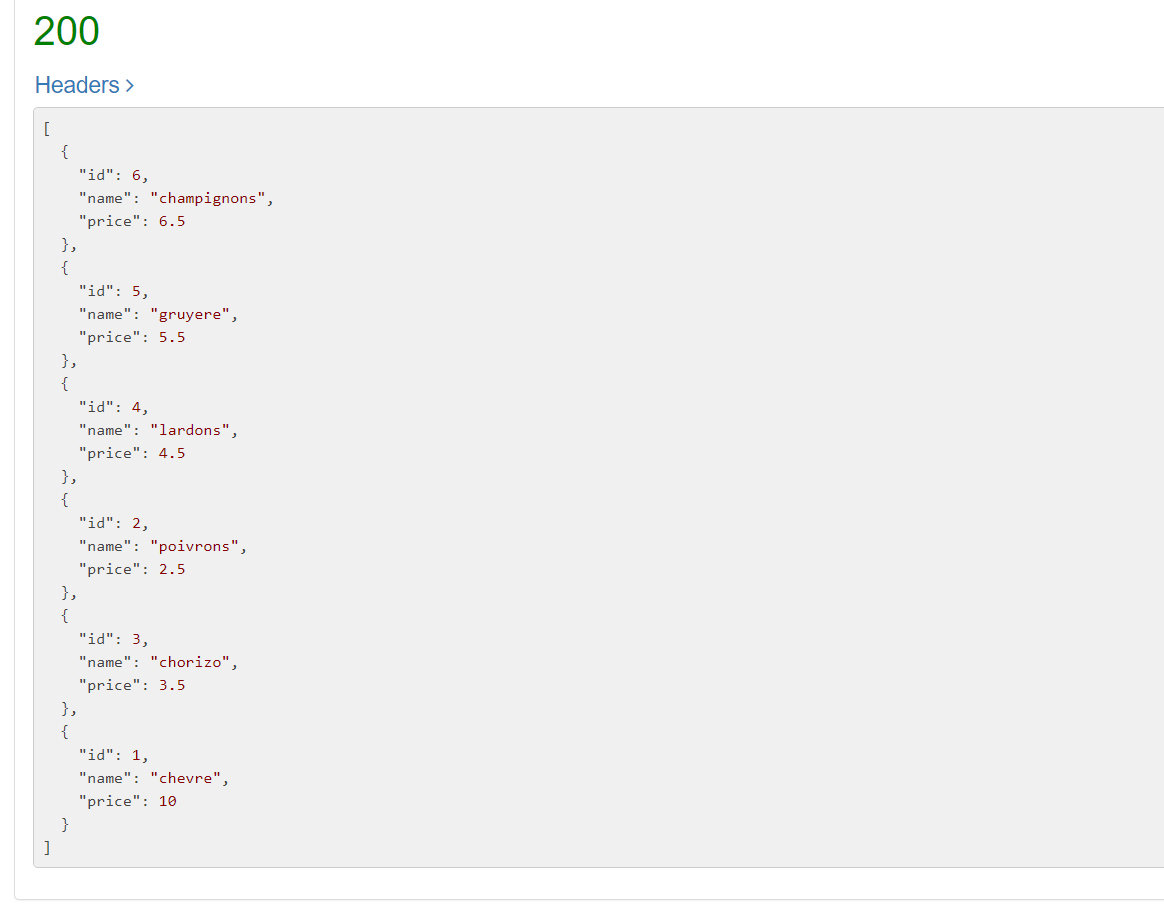 200
Headers >
[
  {
    "id": 6,
    "name": "champignons",
    "price": 6.5
  },
  {
    "id": 5,
    "name": "gruyere",
    "price": 5.5
  },
  {
    "id": 4,
    "name": "lardons",
    "price": 4.5
  },
  {
    "id": 2,
    "name": "poivrons",
    "price": 2.5
  },
  {
    "id": 3,
    "name": "chorizo",
    "price": 3.5
  },
  {
    "id": 1,
    "name": "chevre",
    "price": 10
  }
]